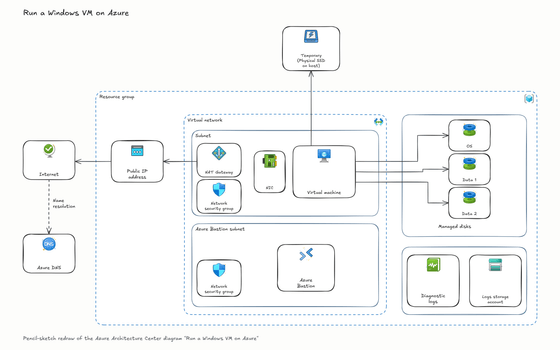 Run a Windows VM on Azure
Temporary
(Physical SSD
on host)
Resource group
Virtual network
Subnet
NAT Gateway
Network
security group
NIC
Virtual machine
OS
Data 1
Data 2
Managed disks
Internet
Public IP
address
Name
resolution
Azure DNS
Azure Bastion subnet
Network
security group
Azure
Bastion
Diagnostic
logs
Logs storage
account
Pencil-sketch redraw of the Azure Architecture Center diagram "Run a Windows VM on Azure"